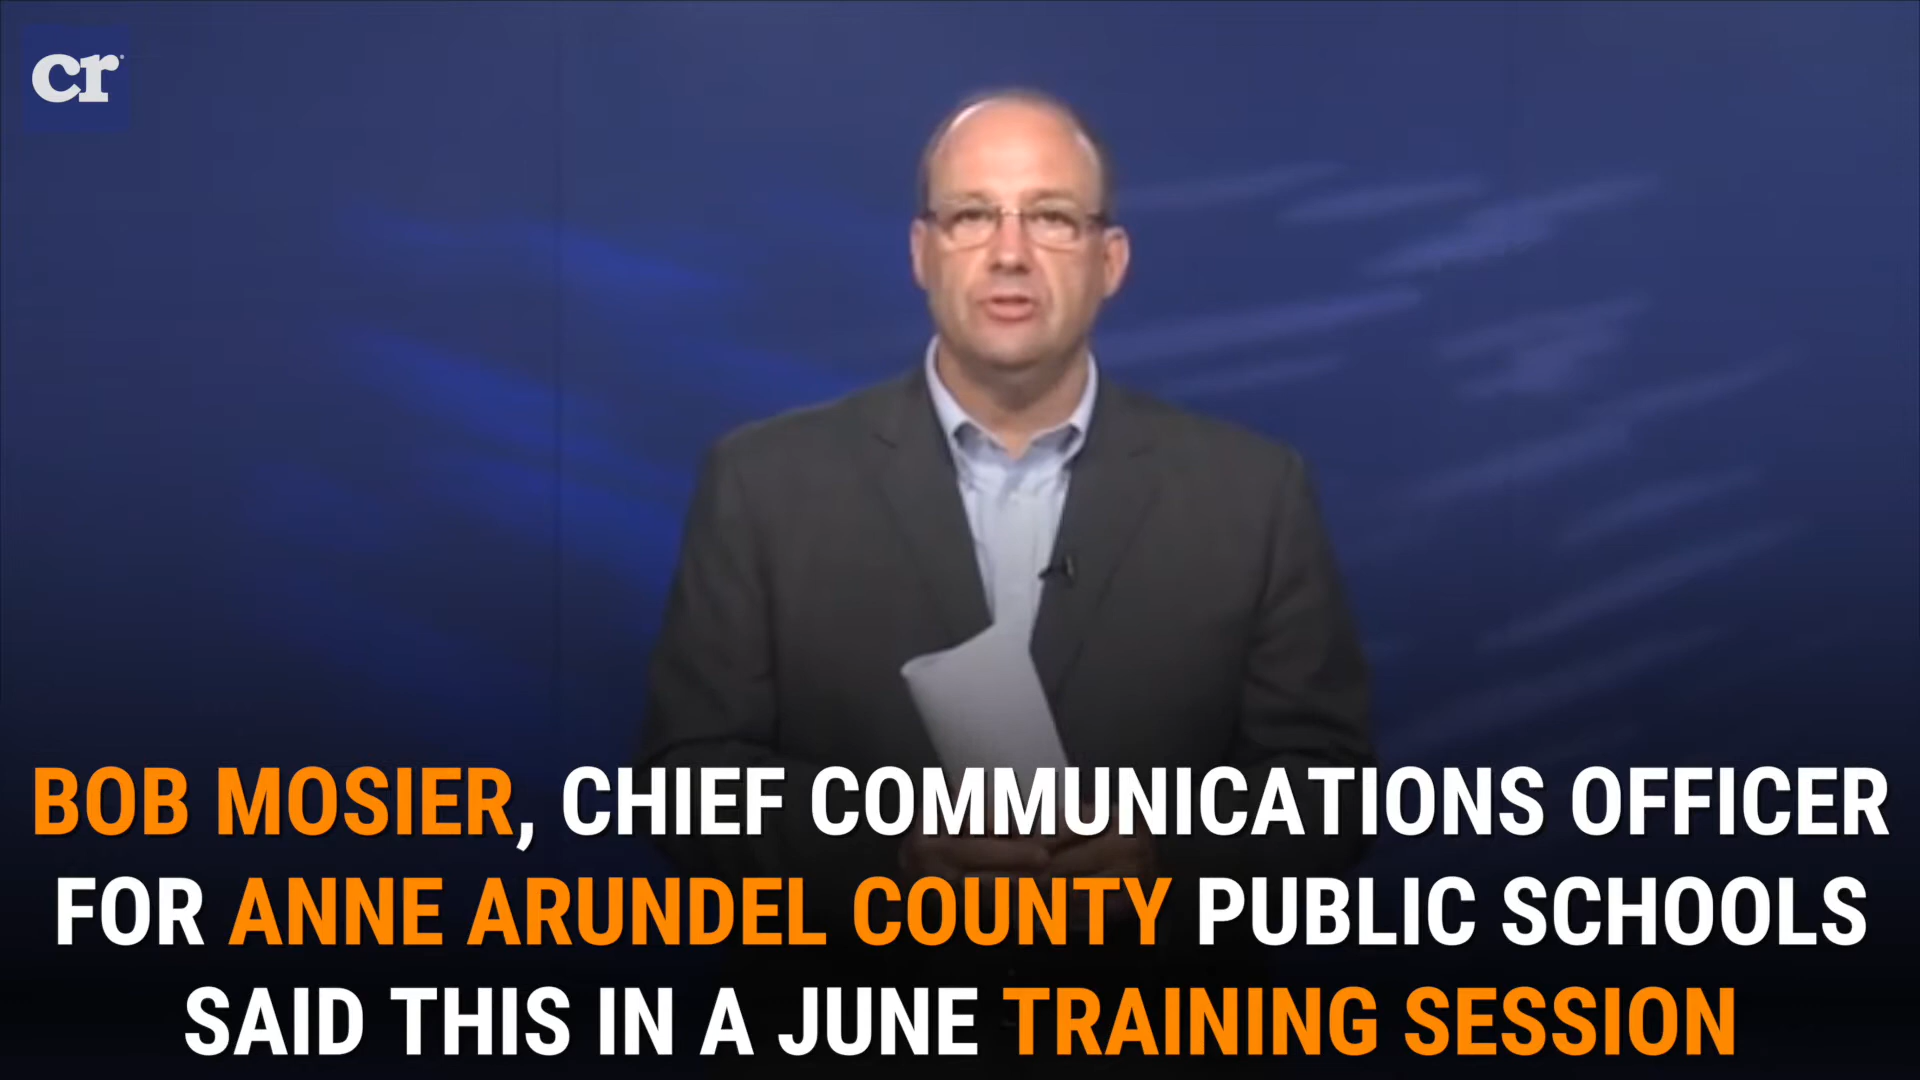 cr
BOB MOSIER, CHIEF COMMUNICATIONS OFFICER
FOR ANNE ARUNDEL COUNTY PUBLIC SCHOOLS
SAID THIS IN A JUNE TRAINING SESSION